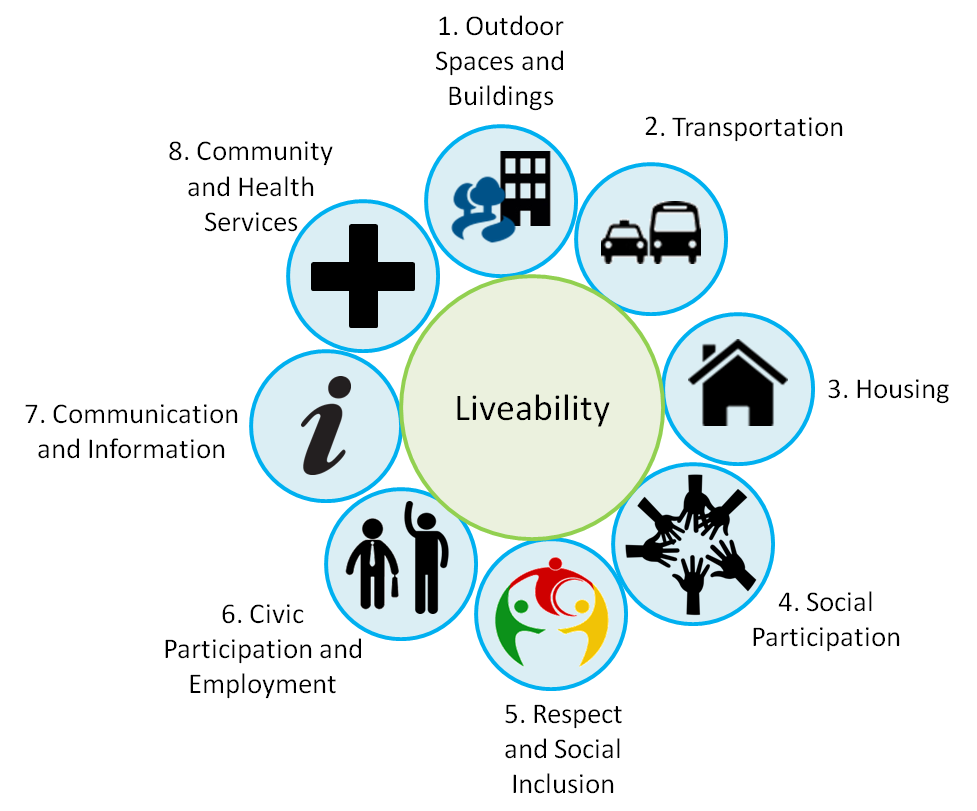 1. Outdoor
Spaces and
Buildings
2. Transportation
3. Housing
4. Social
Participation
5. Respect
and Social
Inclusion
6. Civic
Participation and
Employment
7. Communication
and Information
8. Community
and Health
Services
Liveability